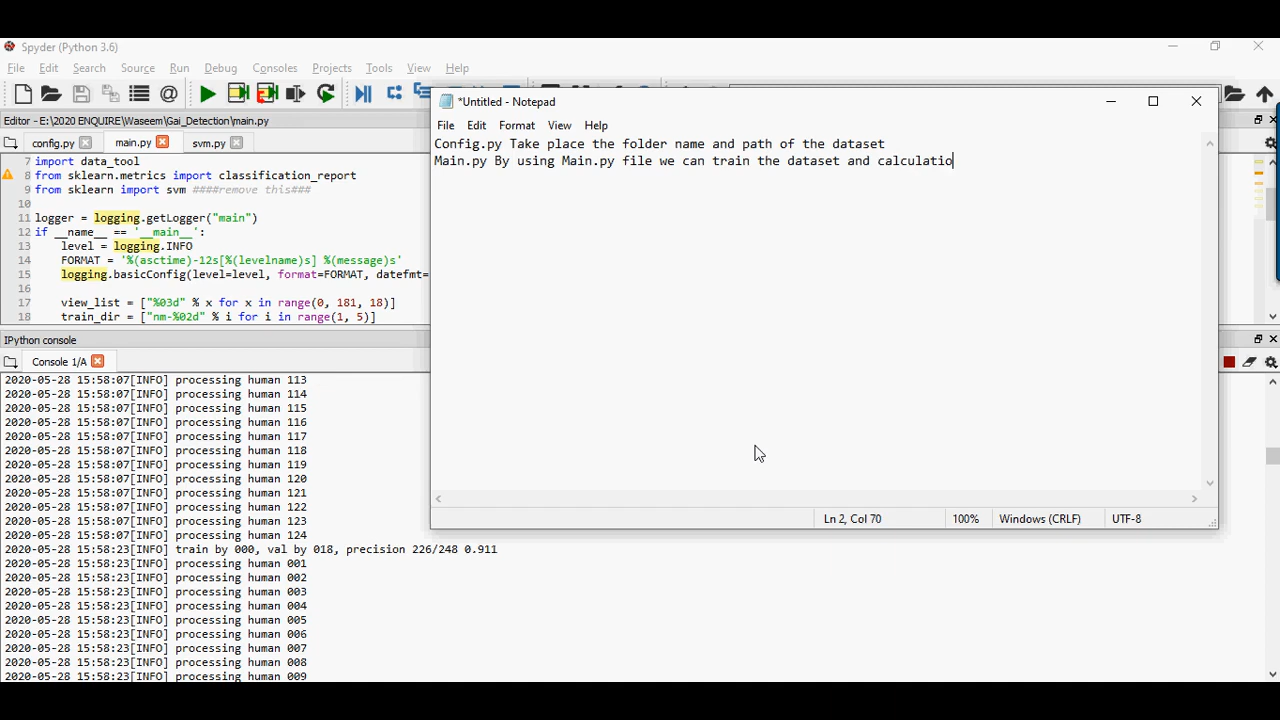 Spyder (Python 3.6)
File Edit Search Source Run Debug Consoles Projects Tools View Help
Editor - E:\2020 ENQUIRE\Waseem\Gai_Detection\main.py
config.py main.py svm.py
7 import data_tool
8 from sklearn.metrics import classification_report
9 from sklearn import svm ####remove this###
10
11 logger = logging.getLogger("main")
12 if __name__ == '__main__':
13 level = logging.INFO
14 FORMAT = '%(asctime)-12s[%(levelname)s] %(message)s'
15 logging.basicConfig(level=level, format=FORMAT, datefmt=
16
17 view_list = ["%03d" % x for x in range(0, 181, 18)]
18 train_dir = ["nm-%02d" % i for i in range(1, 5)]
*Untitled - Notepad
File Edit Format View Help
Config.py Take place the folder name and path of the dataset
Main.py By using Main.py file we can train the dataset and calculatio
Ln 2, Col 70 100% Windows (CRLF) UTF-8
IPython console
Console 1/A
2020-05-28 15:58:07[INFO] processing human 113
2020-05-28 15:58:07[INFO] processing human 114
2020-05-28 15:58:07[INFO] processing human 115
2020-05-28 15:58:07[INFO] processing human 116
2020-05-28 15:58:07[INFO] processing human 117
2020-05-28 15:58:07[INFO] processing human 118
2020-05-28 15:58:07[INFO] processing human 119
2020-05-28 15:58:07[INFO] processing human 120
2020-05-28 15:58:07[INFO] processing human 121
2020-05-28 15:58:07[INFO] processing human 122
2020-05-28 15:58:07[INFO] processing human 123
2020-05-28 15:58:07[INFO] processing human 124
2020-05-28 15:58:23[INFO] train by 000, val by 018, precision 226/248 0.911
2020-05-28 15:58:23[INFO] processing human 001
2020-05-28 15:58:23[INFO] processing human 002
2020-05-28 15:58:23[INFO] processing human 003
2020-05-28 15:58:23[INFO] processing human 004
2020-05-28 15:58:23[INFO] processing human 005
2020-05-28 15:58:23[INFO] processing human 006
2020-05-28 15:58:23[INFO] processing human 007
2020-05-28 15:58:23[INFO] processing human 008
2020-05-28 15:58:23[INFO] processing human 009